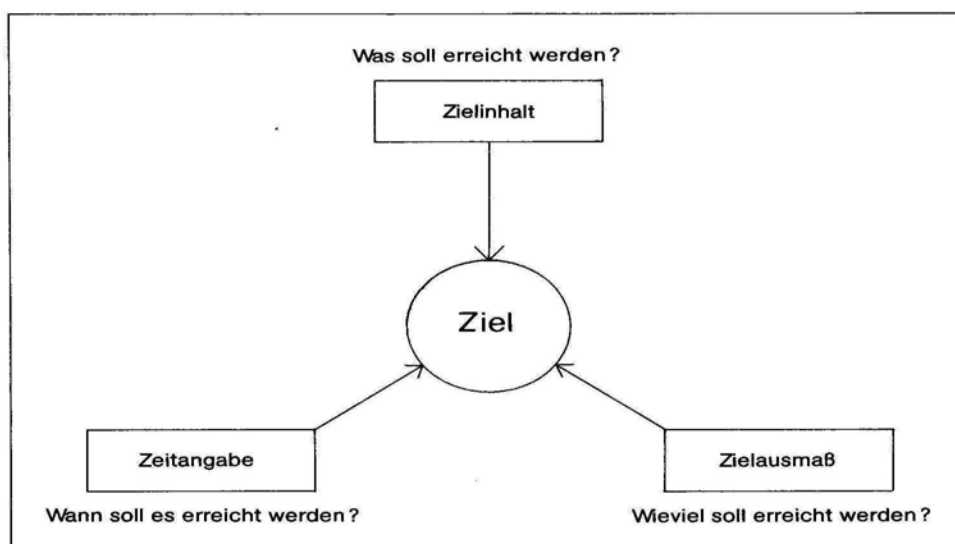 Was soll erreicht werden?
Zielinhalt
Ziel
Zeitangabe
Wann soll es erreicht werden?
Zielausmaß
Wieviel soll erreicht werden?